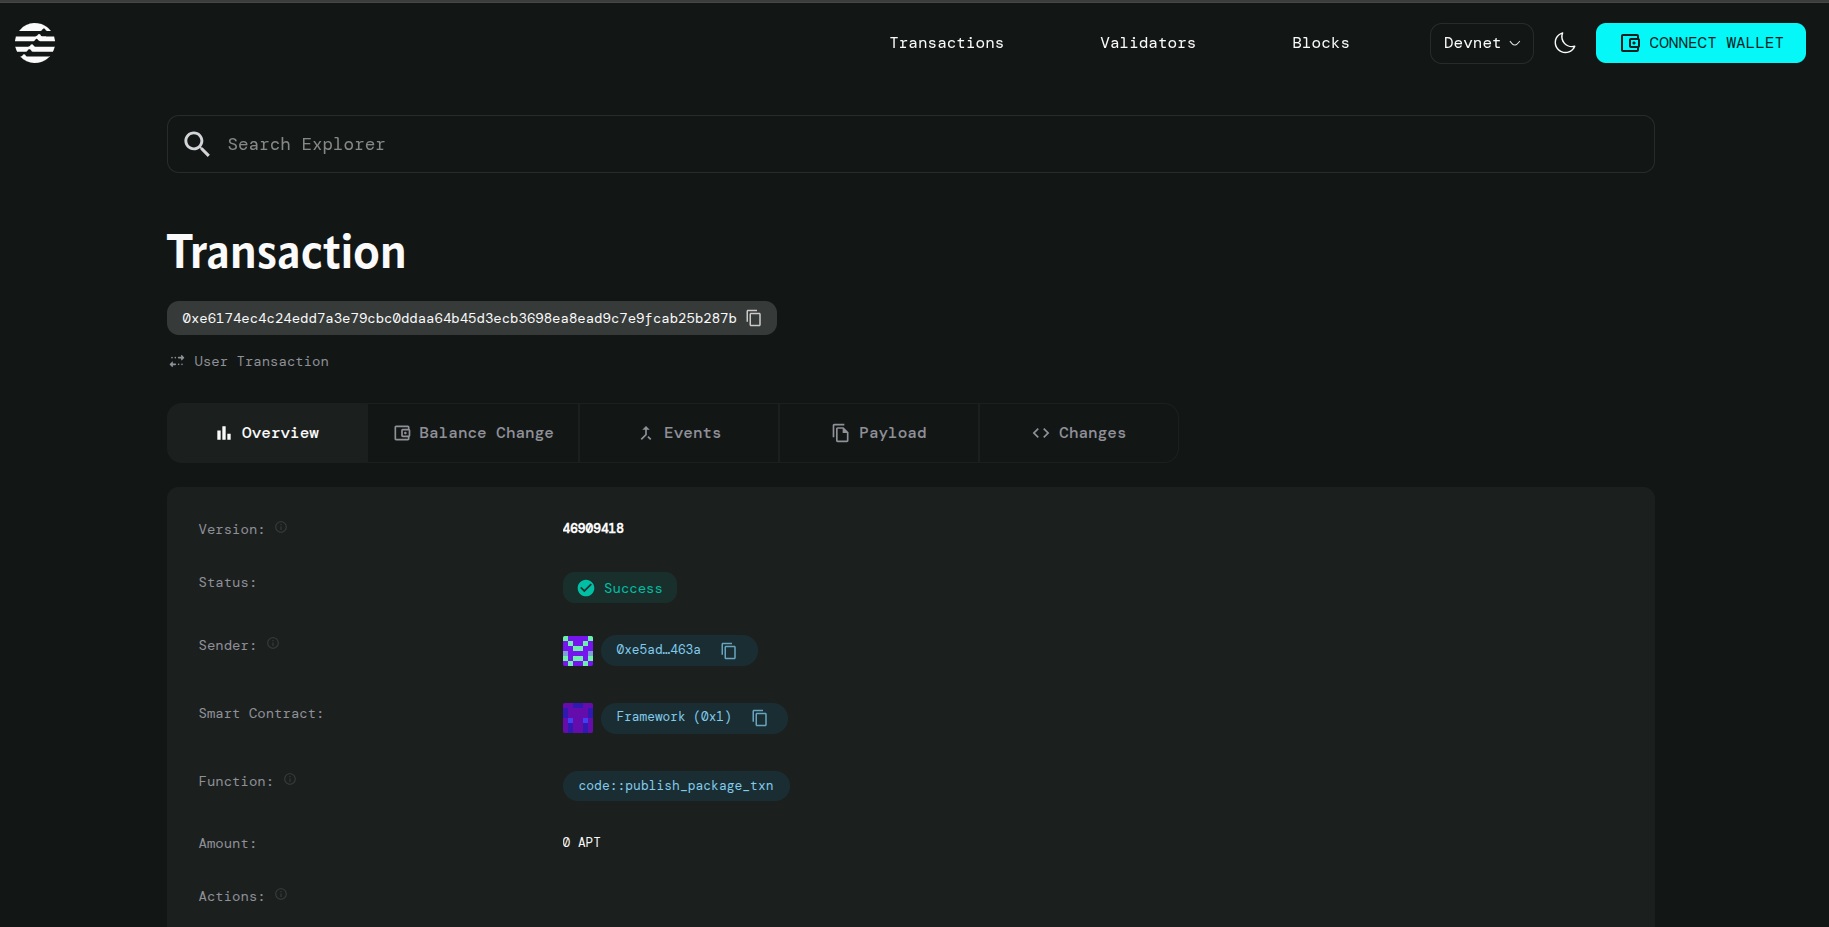 Transactions Validators Blocks Devnet CONNECT WALLET
Search Explorer
Transaction
0xe6174ec4c24edd7a3e79cbc0ddaa64b45d3ecb3698ea8ead9c7e9fcab25b287b
User Transaction
Overview Balance Change Events Payload Changes
Version: 46909418
Status: Success
Sender: 0xe5ad…463a
Smart Contract: Framework (0x1)
Function: code::publish_package_txn
Amount: 0 APT
Actions: